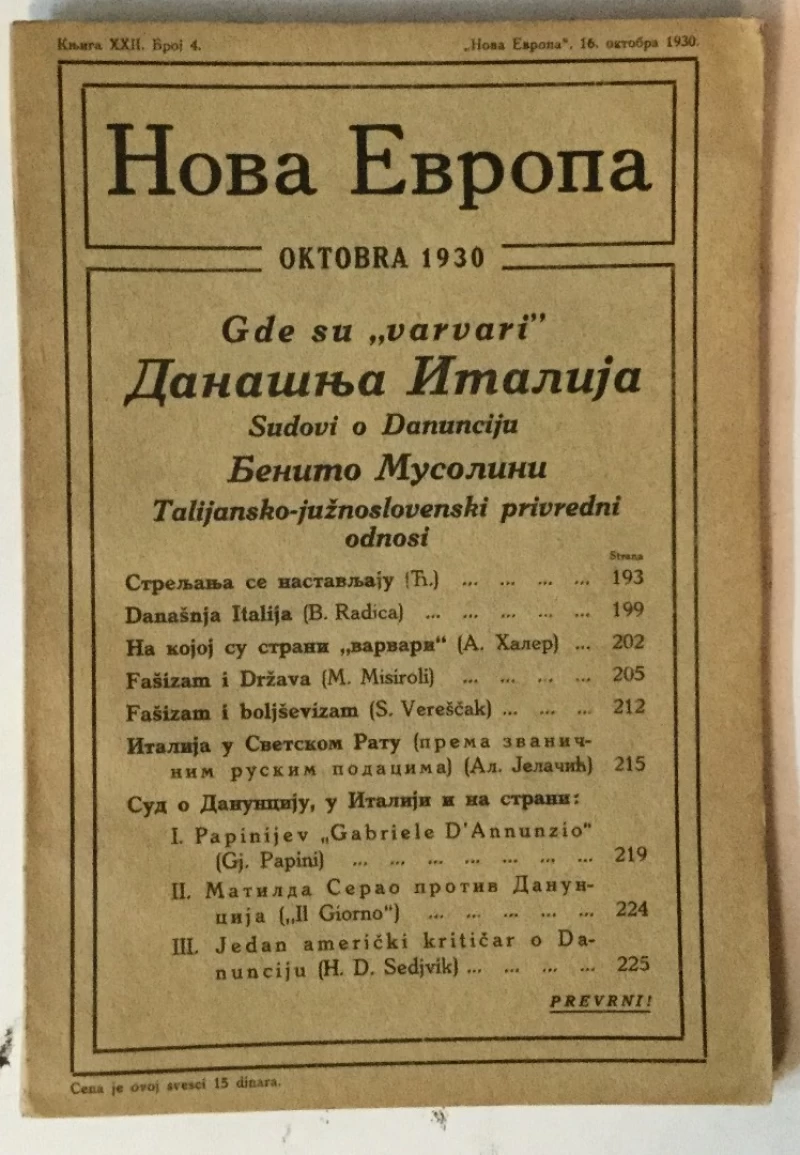 Књига XXII. Број 4.
„Нова Европа“. 16. октобра 1930.
Нова Европа
OKTOBRA 1930
Gde su „varvari”
Данашња Италија
Sudovi o Danunciju
Бенито Мусолини
Talijansko-južnoslovenski privredni
odnosi
Strana
Стрељања се настављају (Ћ.) ... ... ... ... 193
Današnja Italija (B. Radica) ... ... ... ... ... 199
На којој су страни „варвари“ (А. Халер) ... 202
Fašizam i Država (M. Misiroli) ... ... ... ... 205
Fašizam i boljševizam (S. Vereščak) ... ... ... 212
Италија у Светском Рату (према званич-
ним руским подацима) (Ал. Јелачић) 215
Суд о Данунцију, у Италији и на страни:
I. Papinijev „Gabriele D'Annunzio“
(Gj. Papini) ... ... ... ... ... ... ... 219
II. Матилда Серао против Данун-
ција („Il Giorno“) ... ... ... ... ... 224
III. Jedan američki kritičar o Da-
nunciju (H. D. Sedjvik) ... ... ... ... 225
PREVRNI!
Cena je ovoj svesci 15 dinara.